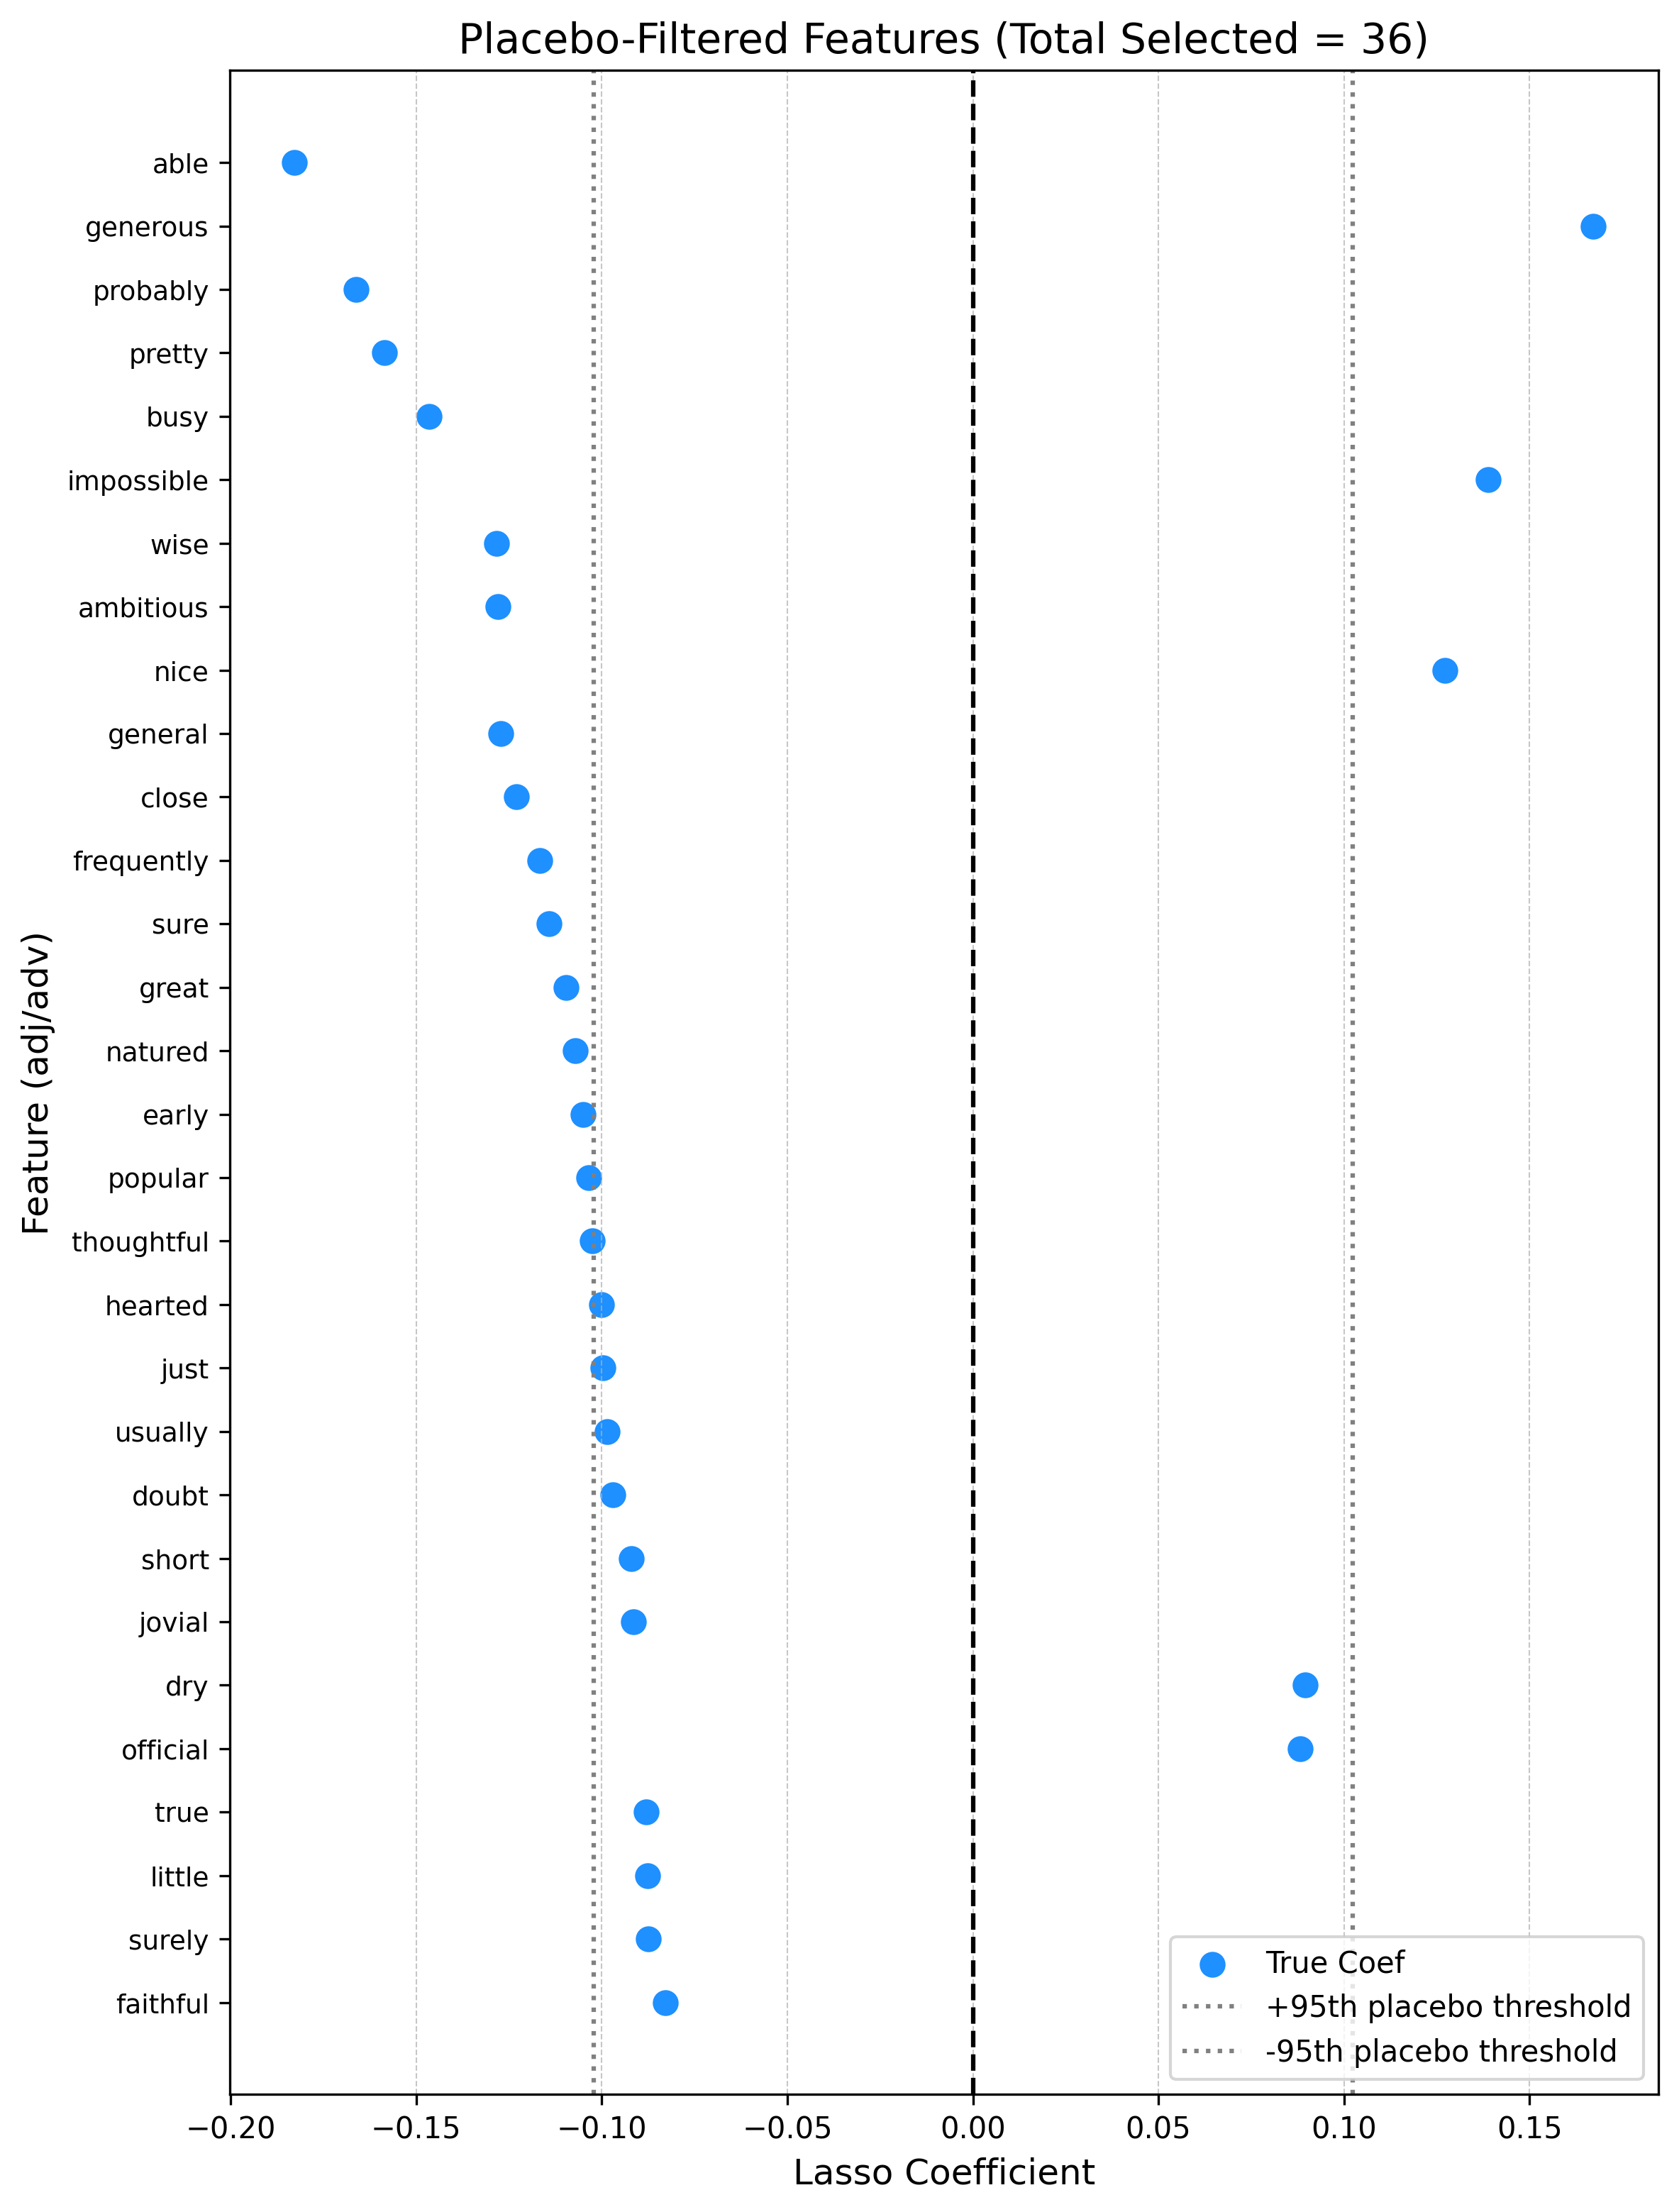 Placebo-Filtered Features (Total Selected = 36)
able
generous
probably
pretty
busy
impossible
wise
ambitious
nice
general
close
frequently
sure
great
natured
early
popular
thoughtful
hearted
just
usually
doubt
short
jovial
dry
official
true
little
surely
faithful
Feature (adj/adv)
True Coef
+95th placebo threshold
-95th placebo threshold
−0.20 −0.15 −0.10 −0.05 0.00 0.05 0.10 0.15
Lasso Coefficient